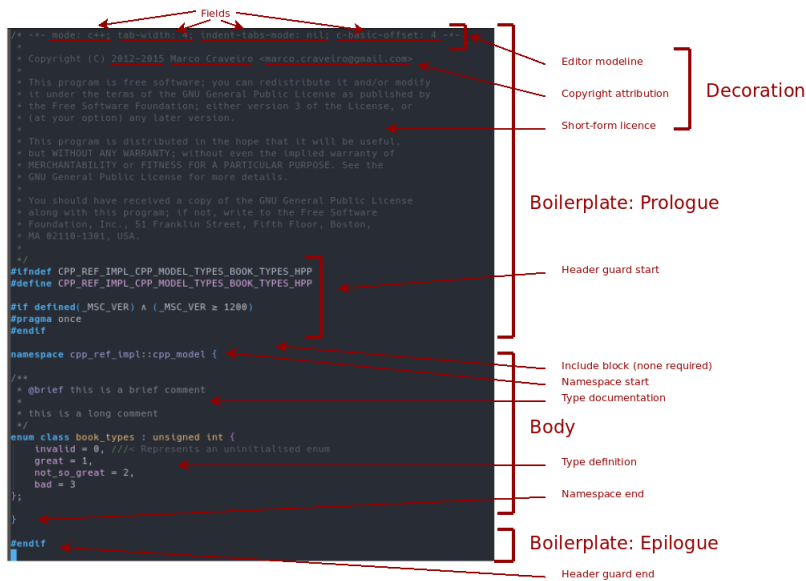 Fields
/* -*- mode: c++; tab-width: 4; indent-tabs-mode: nil; c-basic-offset: 4 -*-
 *
 * Copyright (C) 2012-2015 Marco Craveiro <marco.craveiro@gmail.com>
 *
 * This program is free software; you can redistribute it and/or modify
 * it under the terms of the GNU General Public License as published by
 * the Free Software Foundation; either version 3 of the License, or
 * (at your option) any later version.
 *
 * This program is distributed in the hope that it will be useful,
 * but WITHOUT ANY WARRANTY; without even the implied warranty of
 * MERCHANTABILITY or FITNESS FOR A PARTICULAR PURPOSE. See the
 * GNU General Public License for more details.
 *
 * You should have received a copy of the GNU General Public License
 * along with this program; if not, write to the Free Software
 * Foundation, Inc., 51 Franklin Street, Fifth Floor, Boston,
 * MA 02110-1301, USA.
 *
 */
#ifndef CPP_REF_IMPL_CPP_MODEL_TYPES_BOOK_TYPES_HPP
#define CPP_REF_IMPL_CPP_MODEL_TYPES_BOOK_TYPES_HPP
#if defined(_MSC_VER) ∧ (_MSC_VER ≥ 1200)
#pragma once
#endif
namespace cpp_ref_impl::cpp_model {
/**
 * @brief this is a brief comment
 *
 * this is a long comment
 */
enum class book_types : unsigned int {
    invalid = 0, ///< Represents an uninitialised enum
    great = 1,
    not_so_great = 2,
    bad = 3
};
}
#endif
Editor modeline
Copyright attribution
Short-form licence
Decoration
Boilerplate: Prologue
Header guard start
Include block (none required)
Namespace start
Type documentation
Body
Type definition
Namespace end
Boilerplate: Epilogue
Header guard end